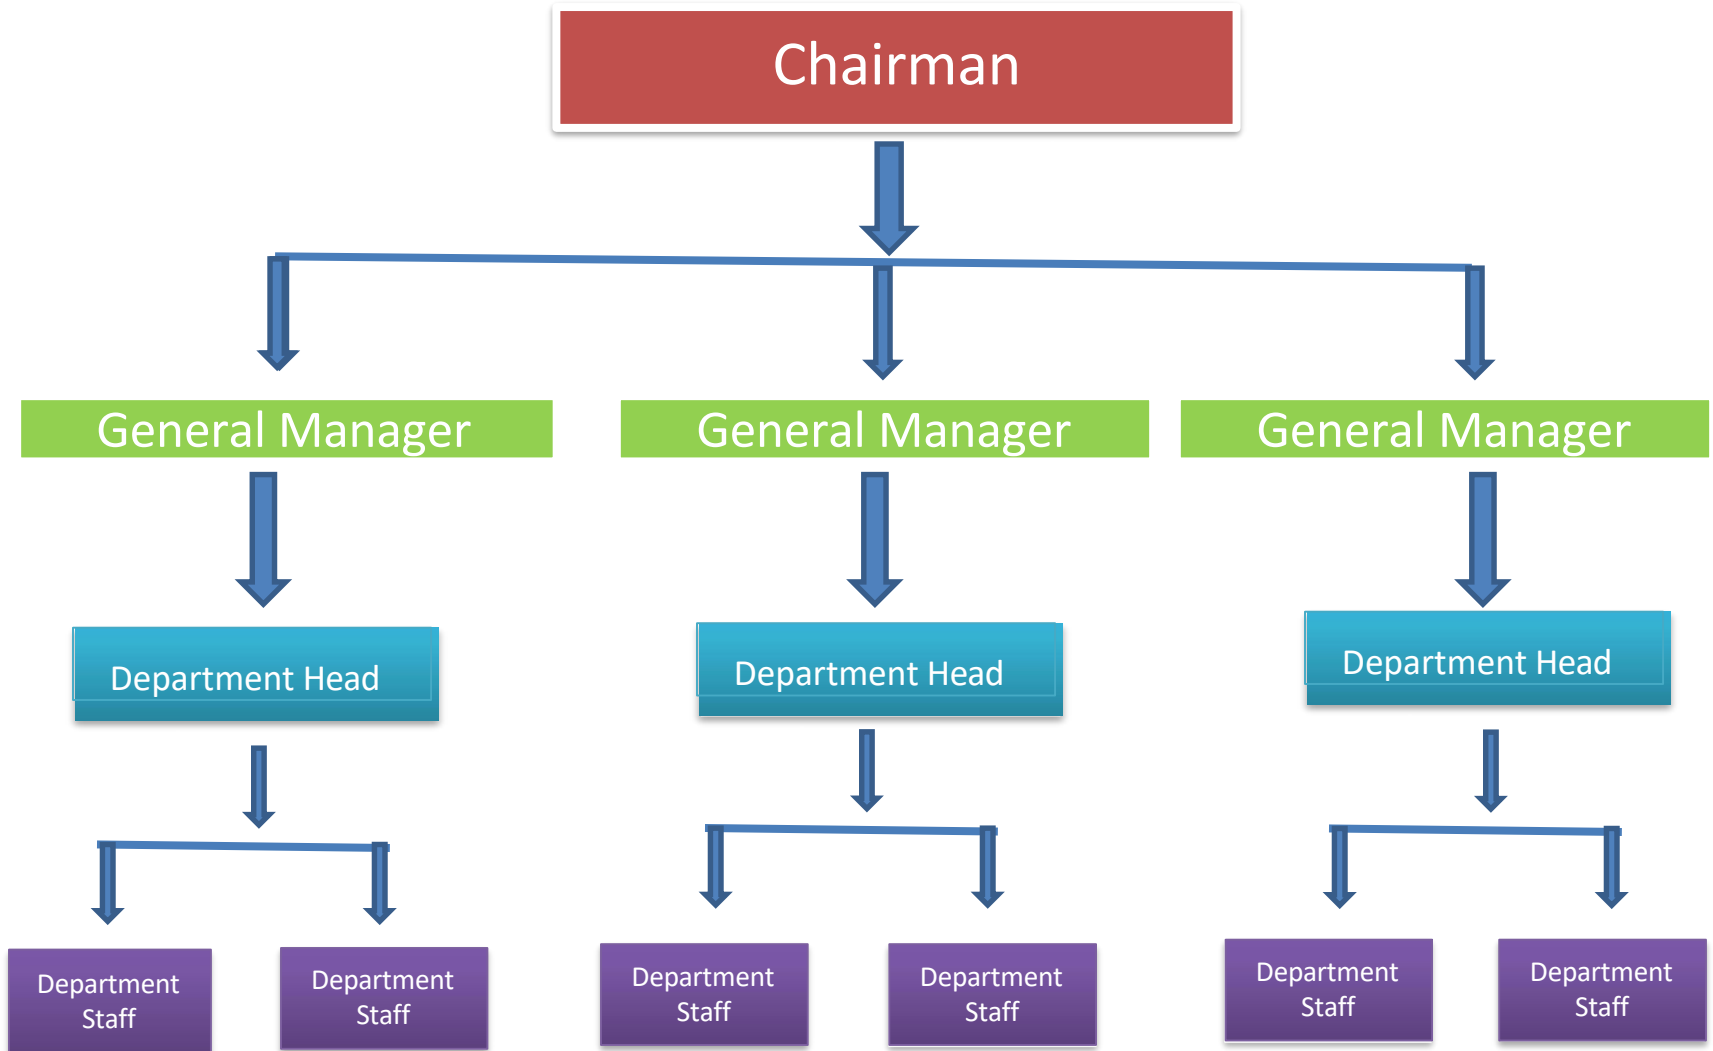 Chairman
General Manager
General Manager
General Manager
Department Head
Department Head
Department Head
Department
Staff
Department
Staff
Department
Staff
Department
Staff
Department
Staff
Department
Staff